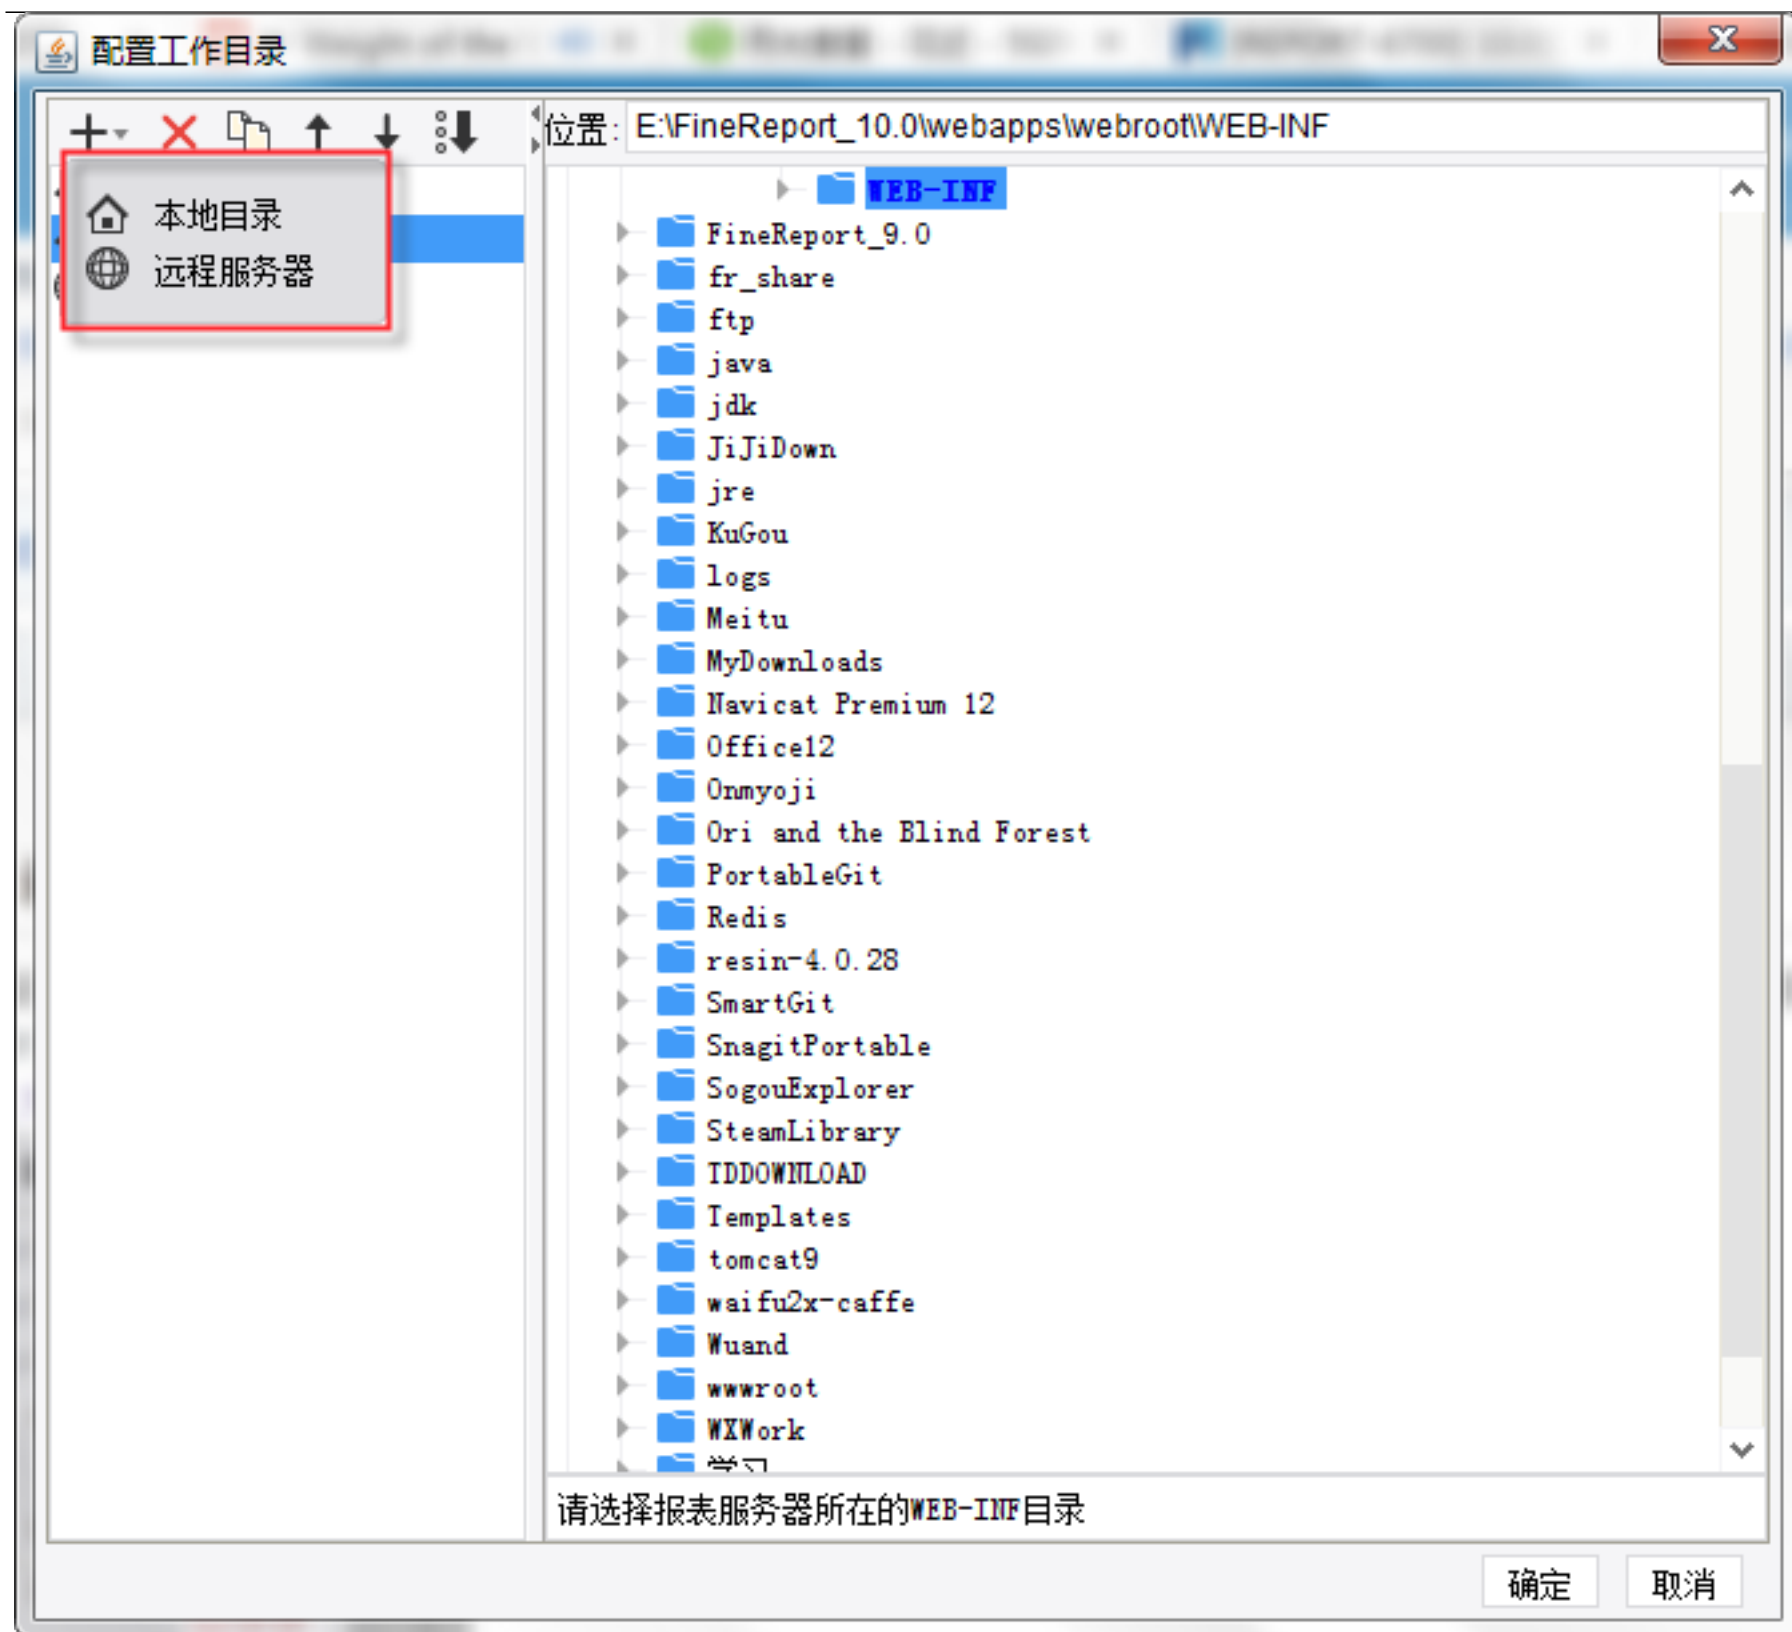 配置工作目录
位置: E:\FineReport_10.0\webapps\webroot\WEB-INF
本地目录
远程服务器
WEB-INF
FineReport_9.0
fr_share
ftp
java
jdk
JiJiDown
jre
KuGou
logs
Meitu
MyDownloads
Navicat Premium 12
Office12
Onmyoji
Ori and the Blind Forest
PortableGit
Redis
resin-4.0.28
SmartGit
SnagitPortable
SogouExplorer
SteamLibrary
TDDOWNLOAD
Templates
tomcat9
waifu2x-caffe
Wuand
wwwroot
WXWork
学习
请选择报表服务器所在的WEB-INF目录
确定
取消